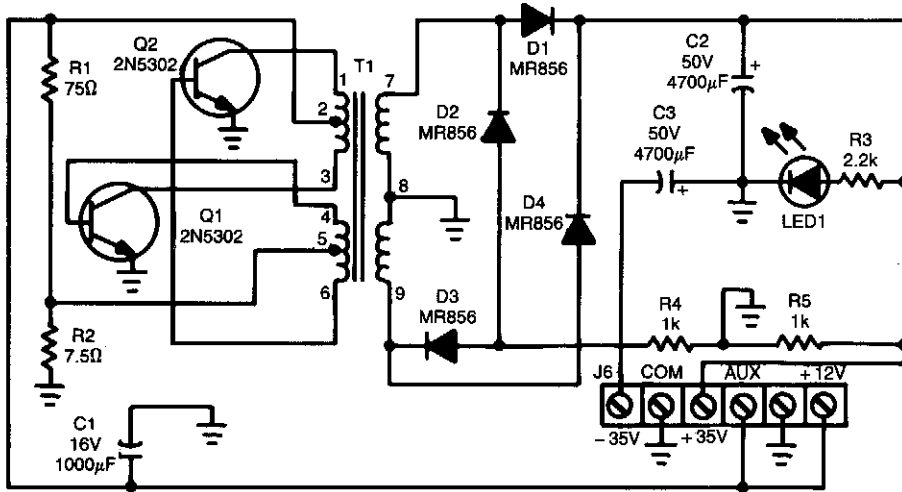 Q2
2N5302
R1
75Ω
T1
1
2
3
4
5
6
7
8
9
Q1
2N5302
R2
7.5Ω
C1
16V
1000µF
D1
MR856
D2
MR856
D3
MR856
D4
MR856
C2
50V
4700µF
+
C3
50V
4700µF
+
R3
2.2k
LED1
R4
1k
R5
1k
J6
COM
AUX
+12V
−35V
+35V